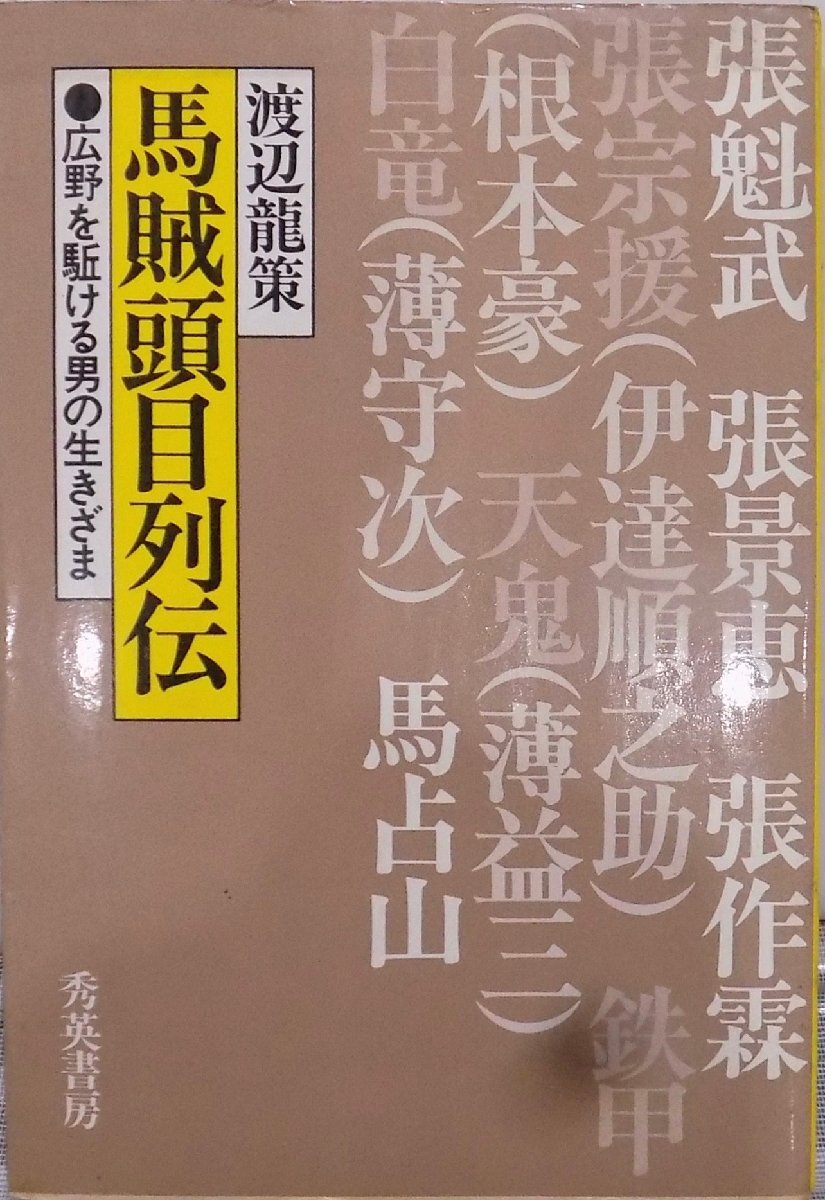 張魁武 張景恵 張作霖
張宗援(伊達順之助) 鉄甲
(根本豪) 天鬼(薄益三)
白竜(薄守次) 馬占山
渡辺龍策
馬賊頭目列伝
●広野を駈ける男の生きざま
秀英書房